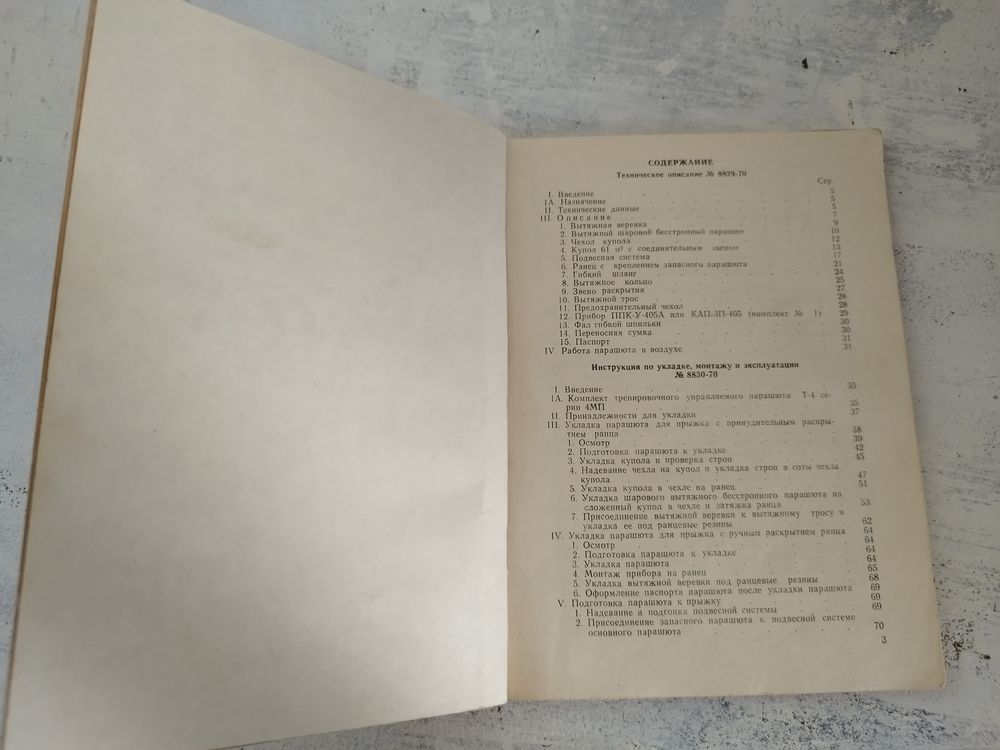 СОДЕРЖАНИЕ
Техническое описание № 8829-70
Стр.
I. Введение 5
IА. Назначение 5
II. Технические данные 5
III. Описание 7
1. Вытяжная веревка 9
2. Вытяжной шаровой бесстропный парашют 10
3. Чехол купола 12
4. Купол 61 м² с соединительным звеном 13
5. Подвесная система 17
6. Ранец с креплением запасного парашюта 21
7. Гибкий шланг 24
8. Вытяжное кольцо 25
9. Звено раскрытия 27
10. Вытяжной трос 28
11. Предохранительный чехол 28
12. Прибор ППК-У-405А или КАП-3П-405 (комплект № 1) 29
13. Фал гибкой шпильки 30
14. Переносная сумка 30
15. Паспорт 31
IV. Работа парашюта в воздухе 31
Инструкция по укладке, монтажу и эксплуатации
№ 8830-70
I. Введение 35
IА. Комплект тренировочного управляемого парашюта Т-4 се-
рии 4МП 35
II. Принадлежности для укладки 37
III. Укладка парашюта для прыжка с принудительным раскры-
тием ранца 38
1. Осмотр 39
2. Подготовка парашюта к укладке 42
3. Укладка купола и проверка строп 45
4. Надевание чехла на купол и укладка строп в соты чехла
купола 47
5. Укладка купола в чехле на ранец 51
6. Укладка шарового вытяжного бесстропного парашюта на
сложенный купол в чехле и затяжка ранца 53
7. Присоединение вытяжной веревки к вытяжному тросу и
укладка ее под ранцевые резины 62
IV. Укладка парашюта для прыжка с ручным раскрытием ранца 64
1. Осмотр 64
2. Подготовка парашюта к укладке 64
3. Укладка парашюта 64
4. Монтаж прибора на ранец 65
5. Укладка вытяжной веревки под ранцевые резины 68
6. Оформление паспорта парашюта после укладки парашюта 69
V. Подготовка парашюта к прыжку 69
1. Надевание и подгонка подвесной системы 69
2. Присоединение запасного парашюта к подвесной системе
основного парашюта 70
3